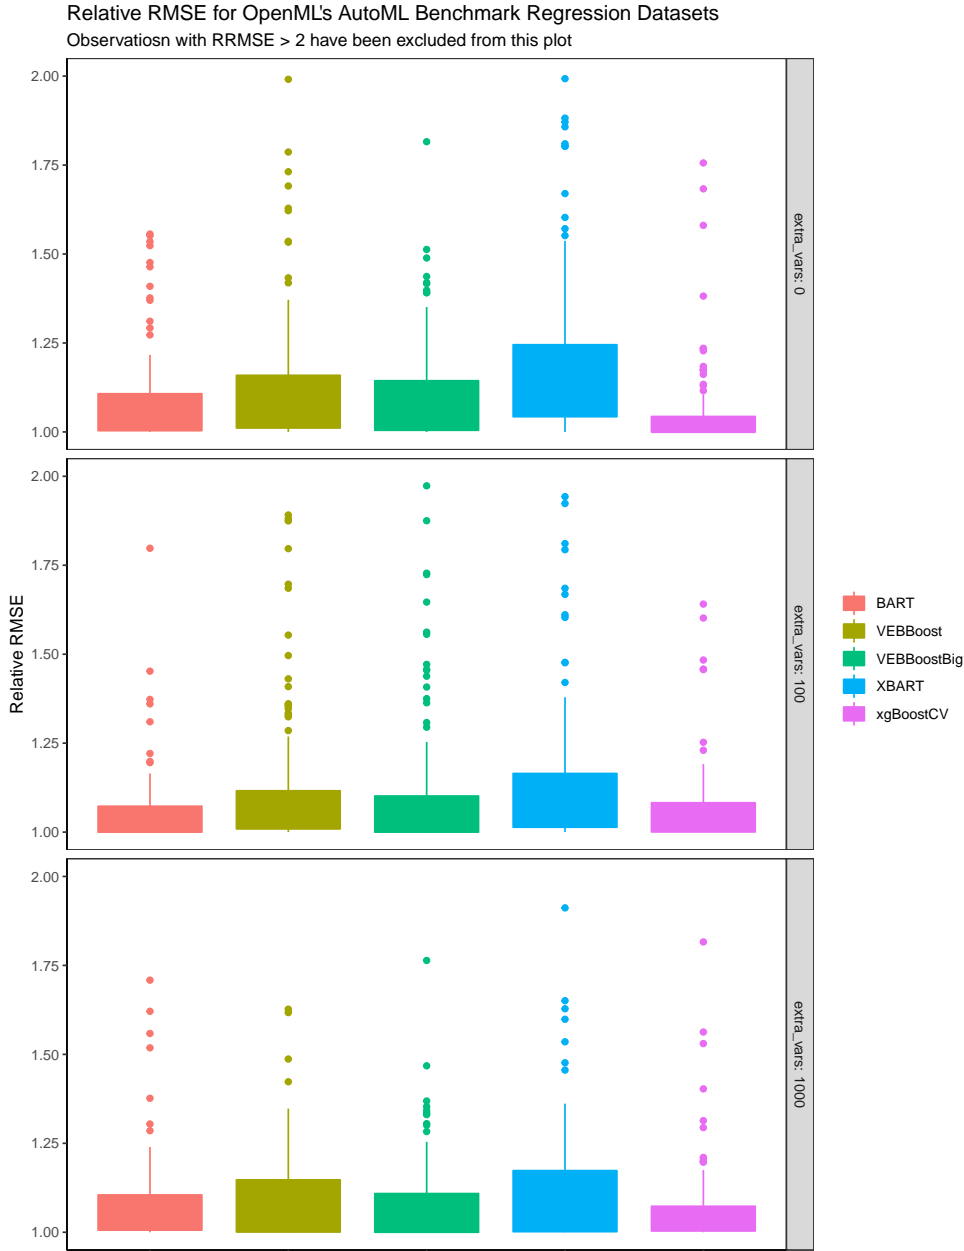 Relative RMSE for OpenML's AutoML Benchmark Regression Datasets
Observatiosn with RRMSE > 2 have been excluded from this plot
2.00
1.75
1.50
1.25
1.00
extra_vars: 0
2.00
1.75
1.50
1.25
1.00
extra_vars: 100
2.00
1.75
1.50
1.25
1.00
extra_vars: 1000
Relative RMSE
BART
VEBBoost
VEBBoostBig
XBART
xgBoostCV